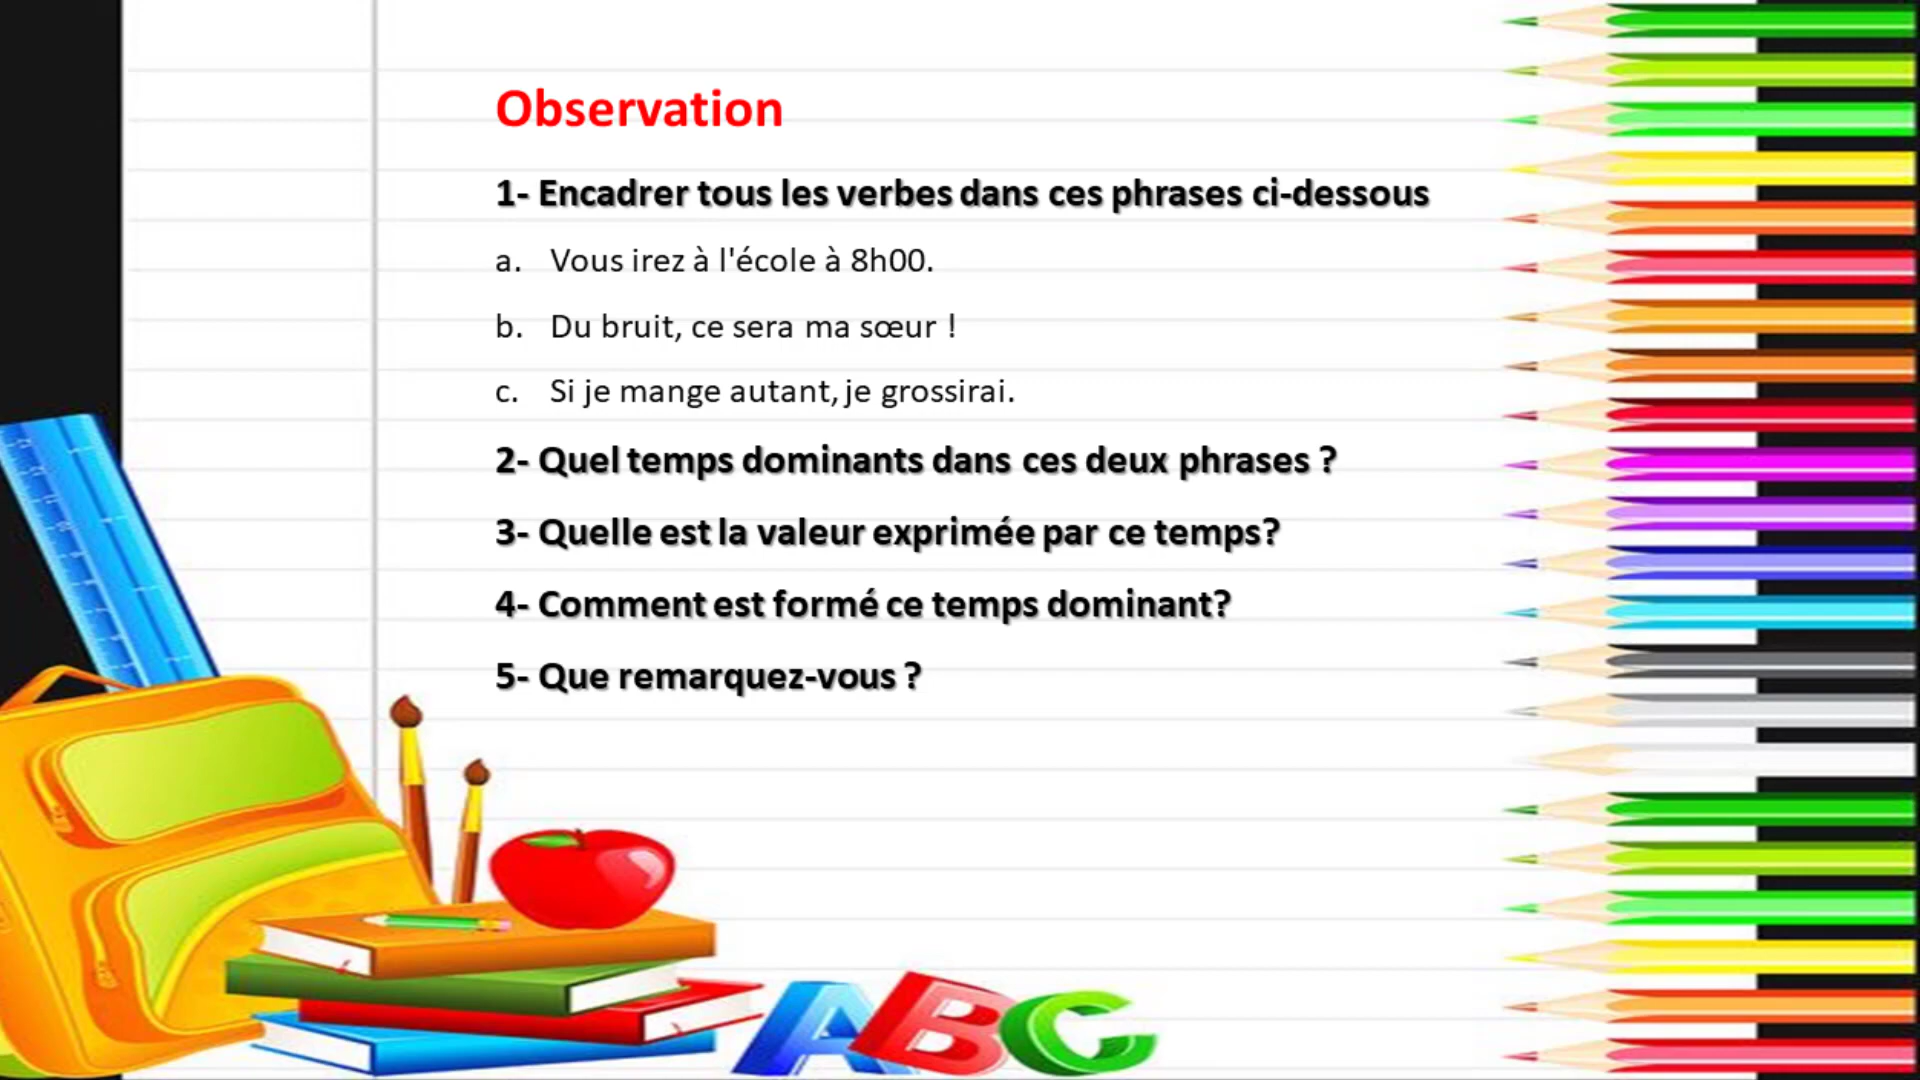 Observation
1- Encadrer tous les verbes dans ces phrases ci-dessous
a. Vous irez à l'école à 8h00.
b. Du bruit, ce sera ma sœur !
c. Si je mange autant, je grossirai.
2- Quel temps dominants dans ces deux phrases ?
3- Quelle est la valeur exprimée par ce temps?
4- Comment est formé ce temps dominant?
5- Que remarquez-vous ?
ABC